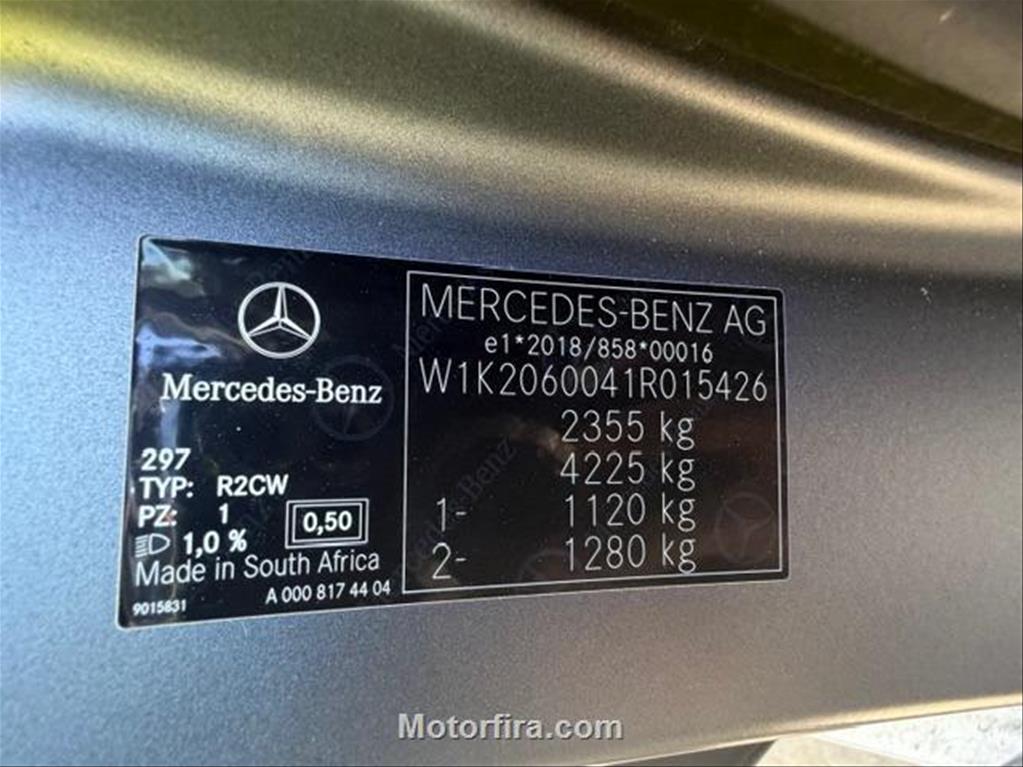 Mercedes-Benz
297
TYP: R2CW
PZ: 1
1,0 %
0,50
Made in South Africa
A 000 817 44 04
9015831
MERCEDES-BENZ AG
e1*2018/858*00016
W1K2060041R015426
2355 kg
4225 kg
1- 1120 kg
2- 1280 kg
Motorfira.com